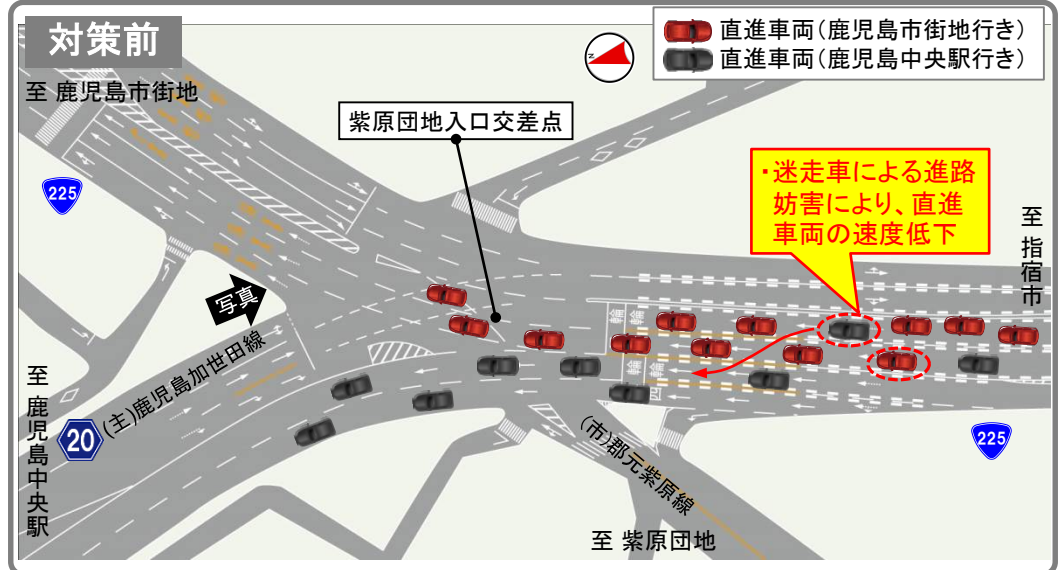 対策前
直進車両(鹿児島市街地行き)
直進車両(鹿児島中央駅行き)
N
至 鹿児島市街地
紫原団地入口交差点
225
・迷走車による進路
妨害により、直進
車両の速度低下
至 指宿市
写真
(主)鹿児島加世田線
至 鹿児島中央駅
20
輪
輪
輪
四
(市)郡元紫原線
225
至 紫原団地